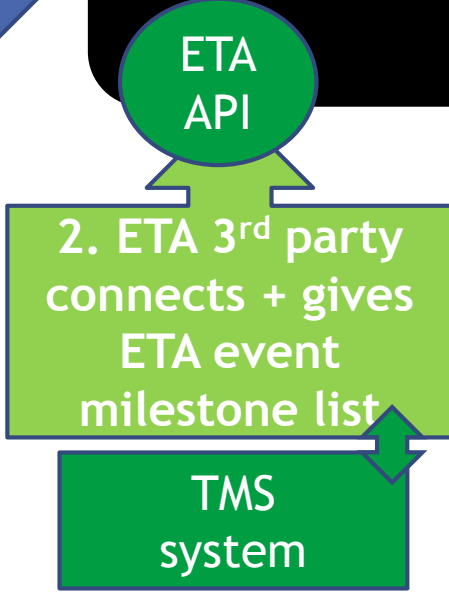 ETA
API
2. ETA 3rd party
connects + gives
ETA event
milestone list
TMS
system